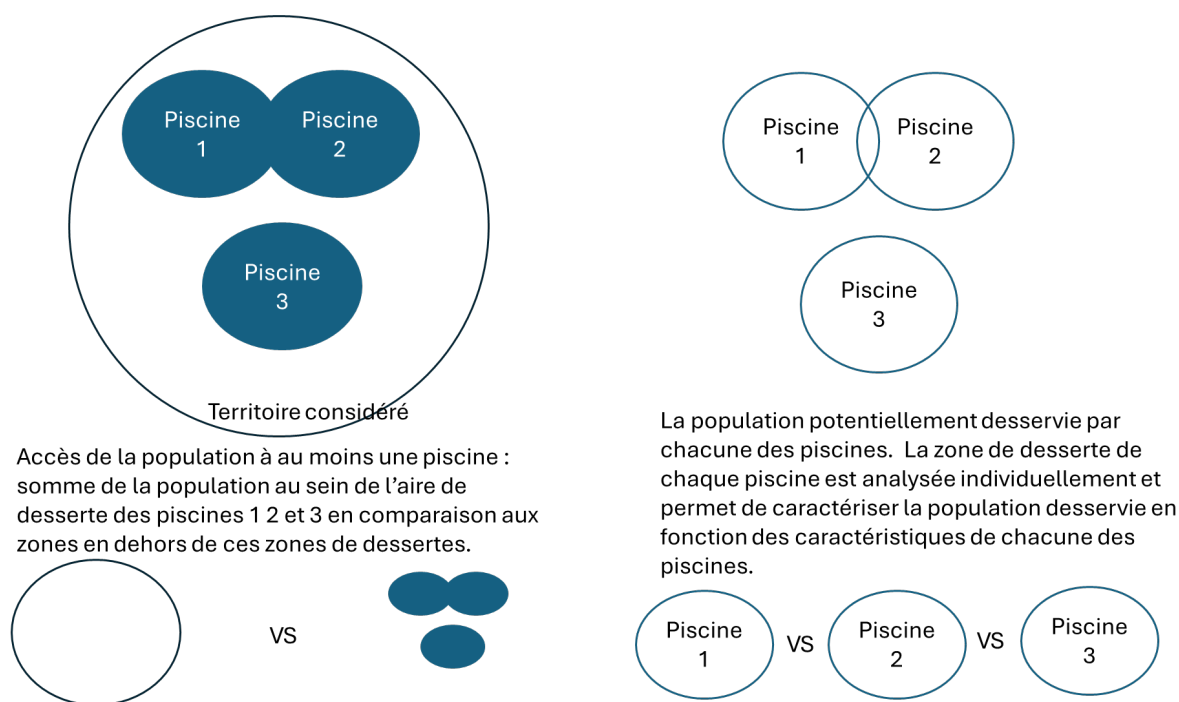 Piscine
1
Piscine
2
Piscine
3
Territoire considéré
Accès de la population à au moins une piscine :
somme de la population au sein de l'aire de
desserte des piscines 1 2 et 3 en comparaison aux
zones en dehors de ces zones de dessertes.
VS
Piscine
1
Piscine
2
Piscine
3
La population potentiellement desservie par
chacune des piscines.  La zone de desserte de
chaque piscine est analysée individuellement et
permet de caractériser la population desservie en
fonction des caractéristiques de chacune des
piscines.
Piscine
1
VS
Piscine
2
VS
Piscine
3